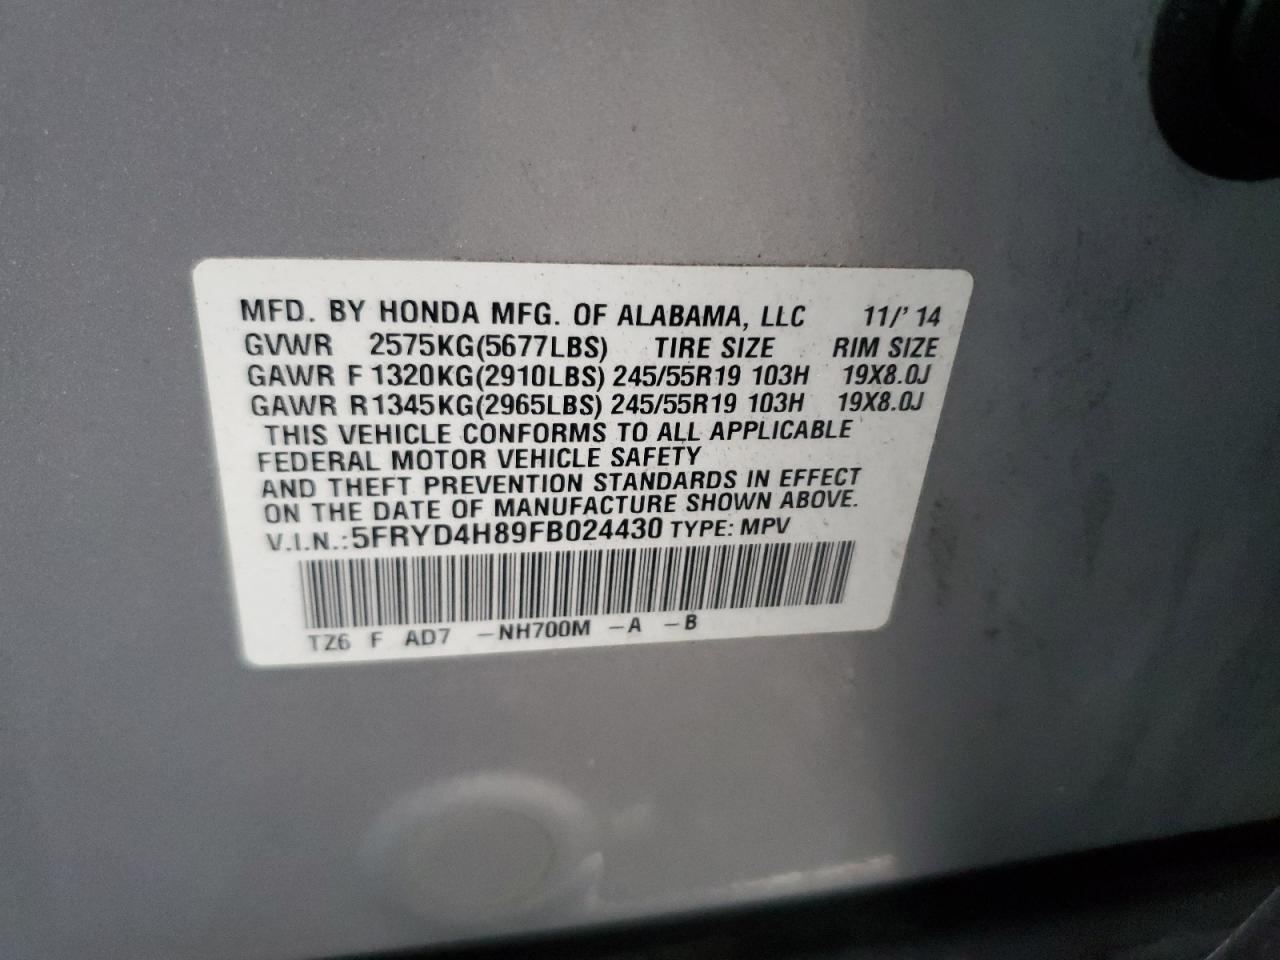 MFD. BY HONDA MFG. OF ALABAMA, LLC 11/' 14
GVWR 2575KG(5677LBS) TIRE SIZE RIM SIZE
GAWR F 1320KG(2910LBS) 245/55R19 103H 19X8.0J
GAWR R1345KG(2965LBS) 245/55R19 103H 19X8.0J
THIS VEHICLE CONFORMS TO ALL APPLICABLE
FEDERAL MOTOR VEHICLE SAFETY
AND THEFT PREVENTION STANDARDS IN EFFECT
ON THE DATE OF MANUFACTURE SHOWN ABOVE.
V.I.N.:5FRYD4H89FB024430 TYPE: MPV
TZ6 F AD7 -NH700M -A -B